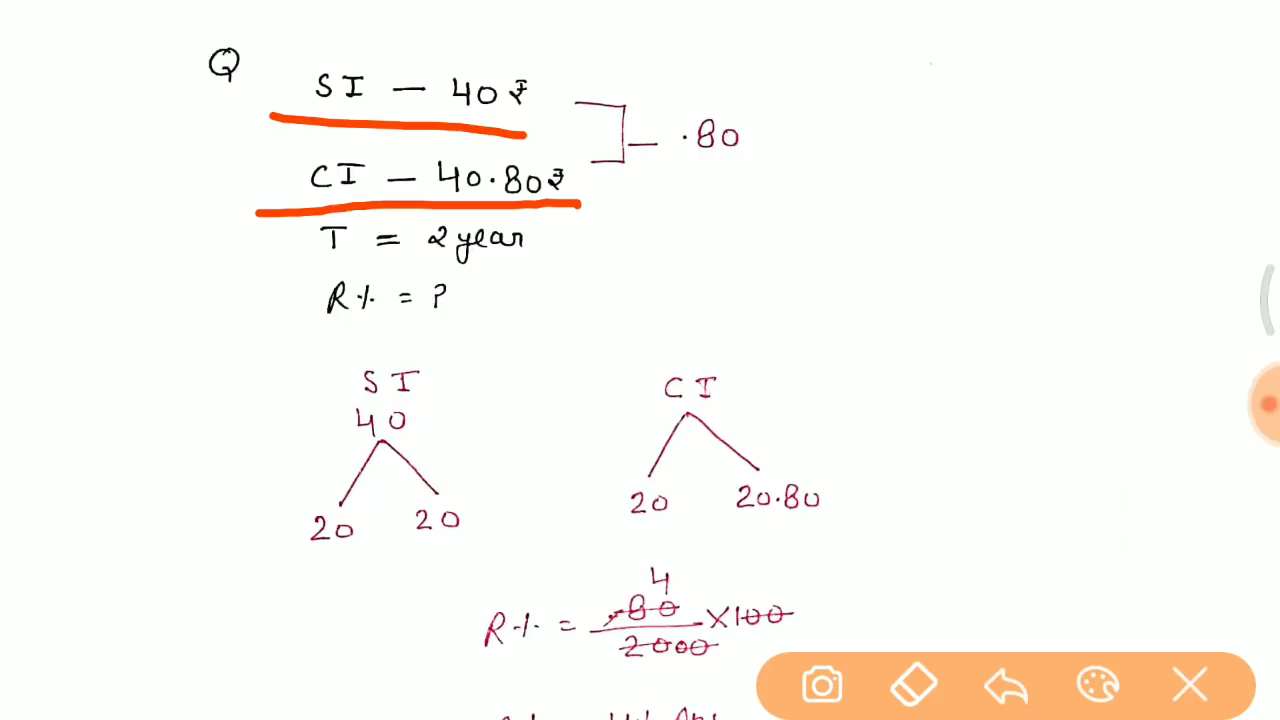 Q
SI — 40₹
CI — 40.80₹
— .80
T = 2 year
R% = ?
SI
40
20 20
CI
20 20.80
4
R% = .80/2000 ×100